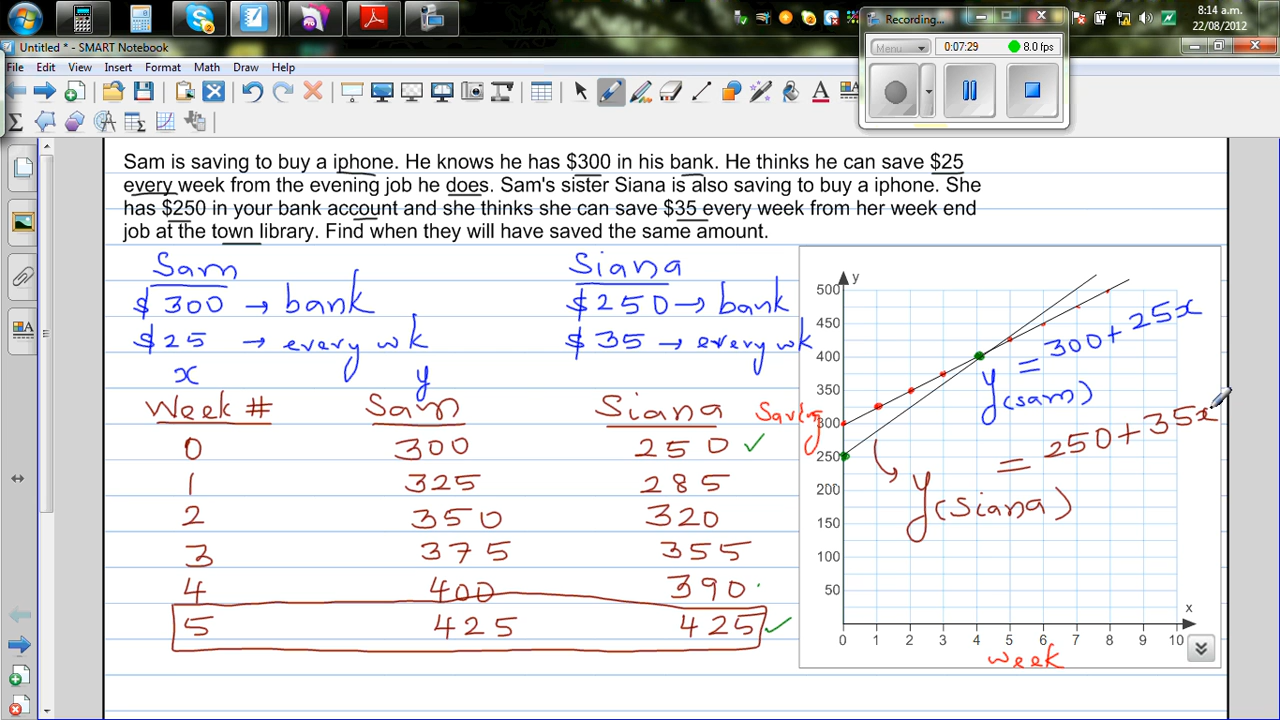 8:14 a.m.
22/08/2012
Recording...
Menu
0:07:29
8.0 fps
Untitled * - SMART Notebook
File Edit View Insert Format Math Draw Help
Sam is saving to buy a iphone. He knows he has $300 in his bank. He thinks he can save $25
every week from the evening job he does. Sam's sister Siana is also saving to buy a iphone. She
has $250 in your bank account and she thinks she can save $35 every week from her week end
job at the town library. Find when they will have saved the same amount.
Sam Siana
$300 → bank $250 → bank
$25 → every wk $35 → every wk
x y
Week # Sam Siana
0 300 250 ✓
1 325 285
2 350 320
3 375 355
4 400 390
5 425 425 ✓
Saving
y
500
450
400
350
300
250
200
150
100
50
x
0 1 2 3 4 5 6 7 8 9 10
week
y(sam) = 300+25x
y(Siana) = 250+35x